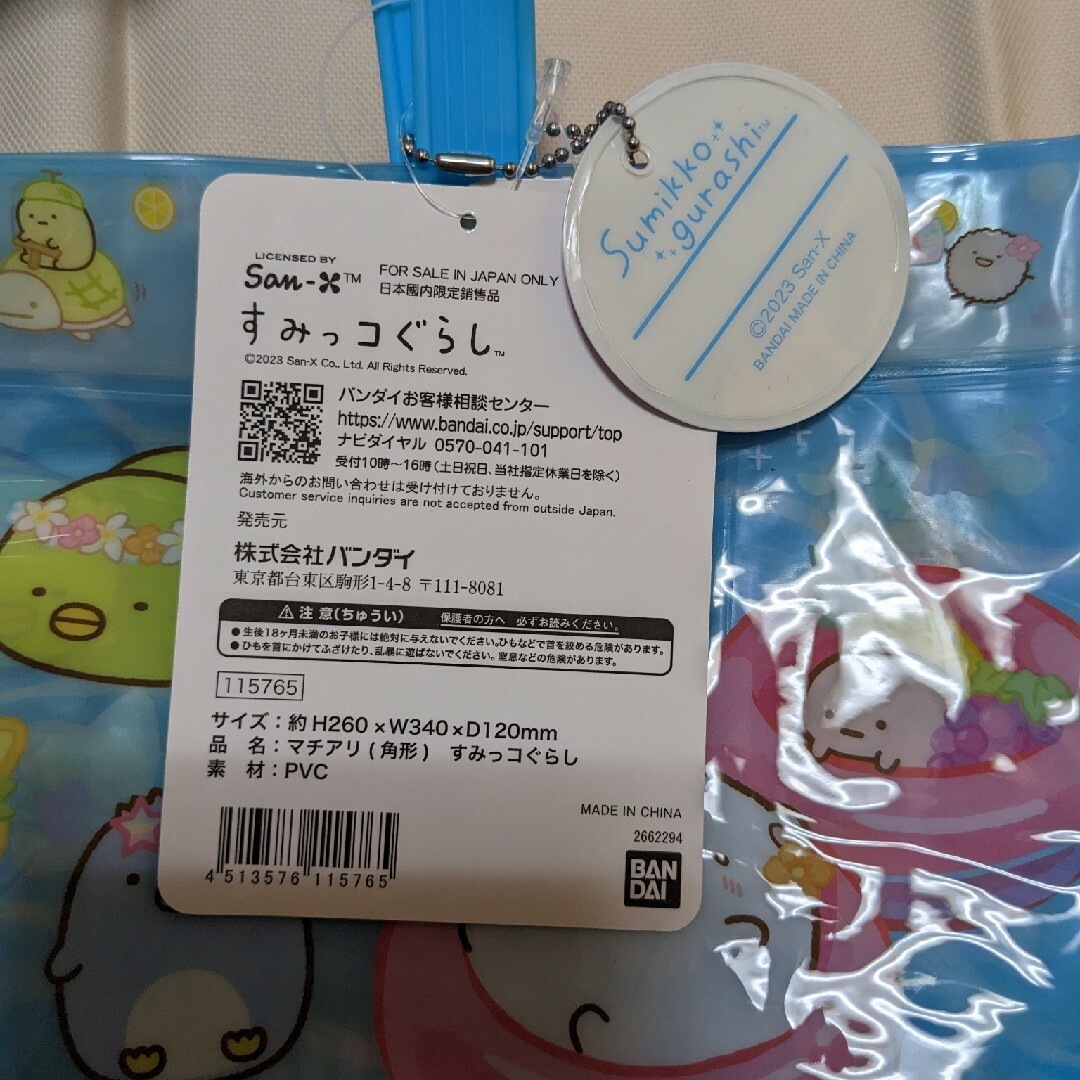 LICENSED BY
San-X™ FOR SALE IN JAPAN ONLY
日本國内限定銷售品
すみっコぐらし™
©2023 San-X Co., Ltd. All Rights Reserved.
バンダイお客様相談センター
https://www.bandai.co.jp/support/top
ナビダイヤル 0570-041-101
受付10時~16時(土日祝日、当社指定休業日を除く)
海外からのお問い合わせは受け付けておりません。
Customer service inquiries are not accepted from outside Japan.
発売元
株式会社バンダイ
東京都台東区駒形1-4-8 〒111-8081
⚠ 注意(ちゅうい) 保護者の方へ 必ずお読みください。
●生後18ヶ月未満のお子様には絶対に与えないでください。ひもなどで首を絞める危険があります。
●ひもを首にかけてふざけたり、乱暴に遊ばないでください。窒息などの危険があります。
115765
サイズ:約 H260×W340×D120mm
品 名:マチアリ(角形) すみっコぐらし
素 材:PVC
MADE IN CHINA
2662294
BAN
DAI
4 513576 115765
Sumikko
gurashi™
©2023 San-X
BANDAI MADE IN CHINA